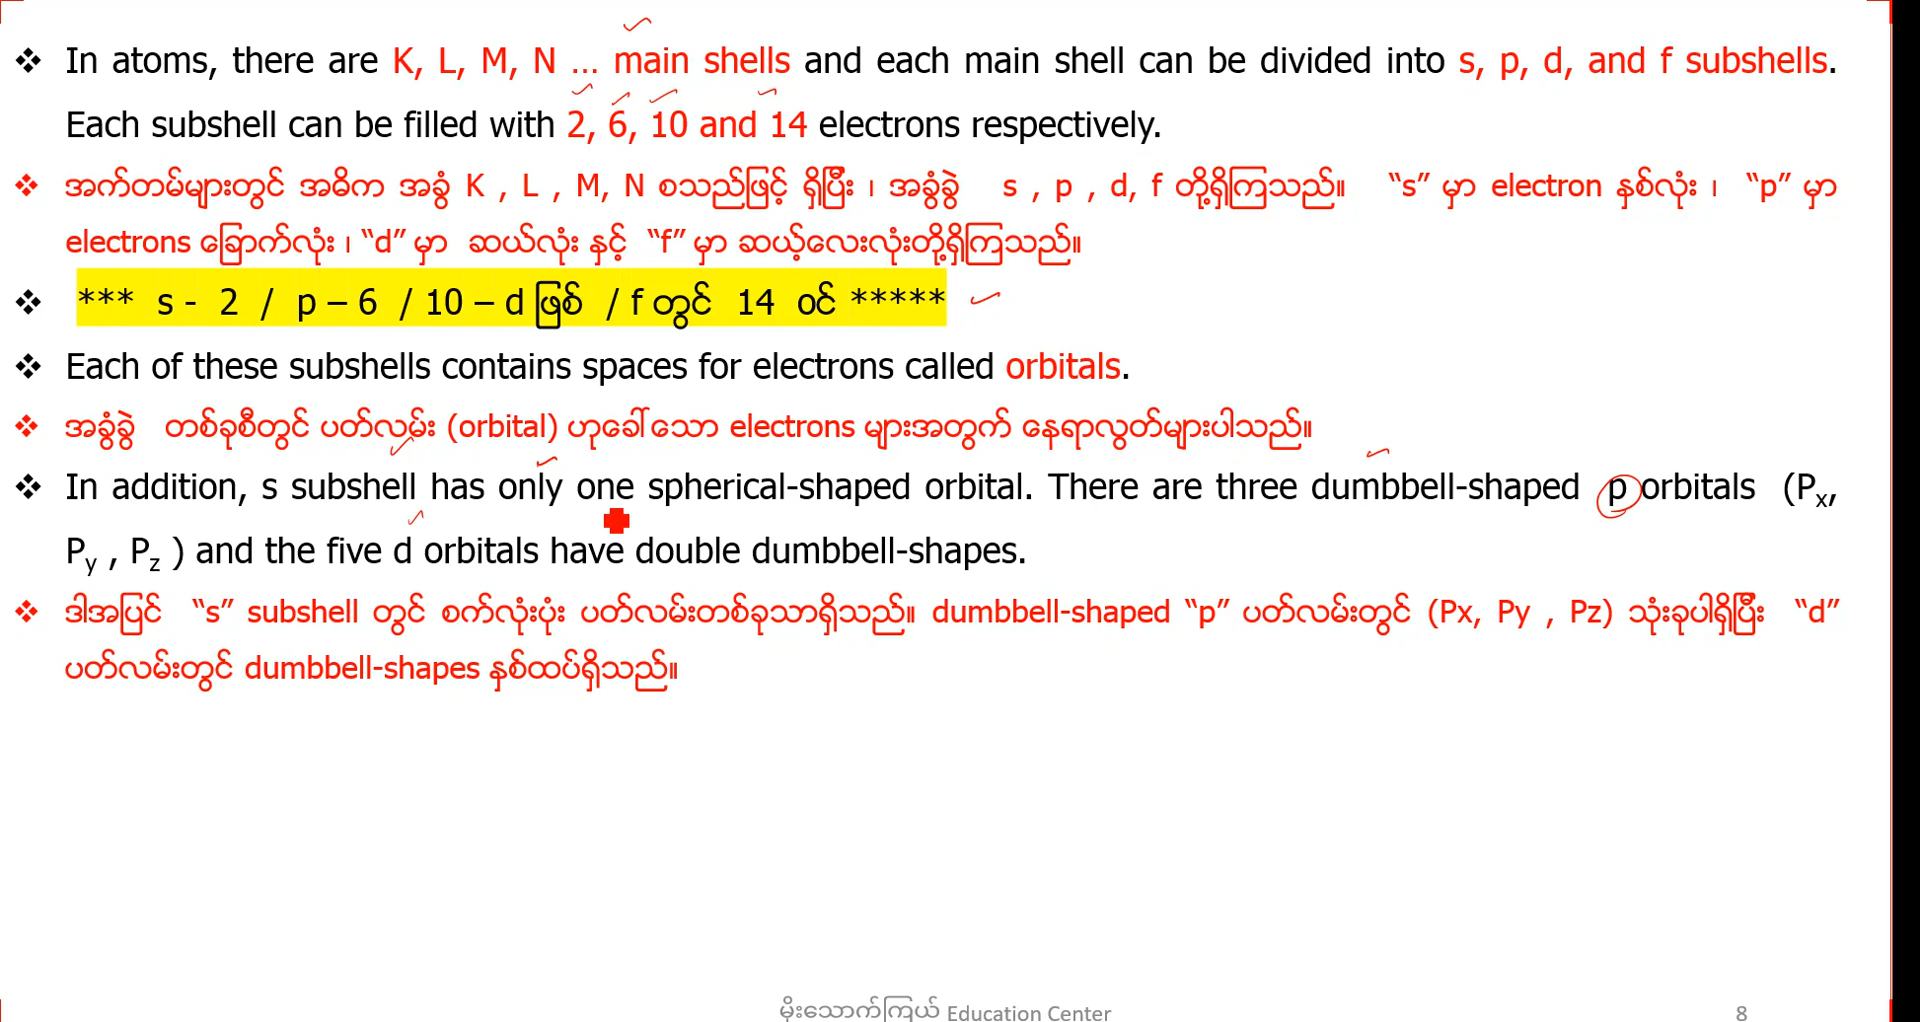 ❖ In atoms, there are K, L, M, N ... main shells and each main shell can be divided into s, p, d, and f subshells.
Each subshell can be filled with 2, 6, 10 and 14 electrons respectively.
❖ အက်တမ်များတွင် အဓိက အခွံ K , L , M, N စသည်ဖြင့် ရှိပြီး ၊ အခွံခွဲ s , p , d, f တို့ရှိကြသည်။ “s” မှာ electron နှစ်လုံး ၊ “p” မှာ
electrons ခြောက်လုံး ၊ “d” မှာ ဆယ်လုံး နှင့် “f” မှာ ဆယ့်လေးလုံးတို့ရှိကြသည်။
❖ *** s - 2 / p – 6 / 10 – d ဖြစ် / f တွင် 14 ဝင် *****
❖ Each of these subshells contains spaces for electrons called orbitals.
❖ အခွံခွဲ တစ်ခုစီတွင် ပတ်လမ်း (orbital) ဟုခေါ်သော electrons များအတွက် နေရာလွတ်များပါသည်။
❖ In addition, s subshell has only one spherical-shaped orbital. There are three dumbbell-shaped p orbitals (Px,
Py , Pz ) and the five d orbitals have double dumbbell-shapes.
❖ ဒါအပြင် “s” subshell တွင် စက်လုံးပုံး ပတ်လမ်းတစ်ခုသာရှိသည်။ dumbbell-shaped “p” ပတ်လမ်းတွင် (Px, Py , Pz) သုံးခုပါရှိပြီး “d”
ပတ်လမ်းတွင် dumbbell-shapes နှစ်ထပ်ရှိသည်။
မိုးသောက်ကြယ် Education Center
8